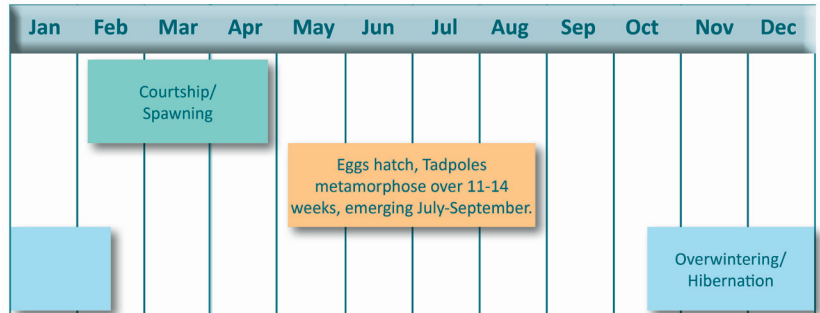 Jan Feb Mar Apr May Jun Jul Aug Sep Oct Nov Dec
Courtship/
Spawning
Eggs hatch, Tadpoles
metamorphose over 11-14
weeks, emerging July-September.
Overwintering/
Hibernation